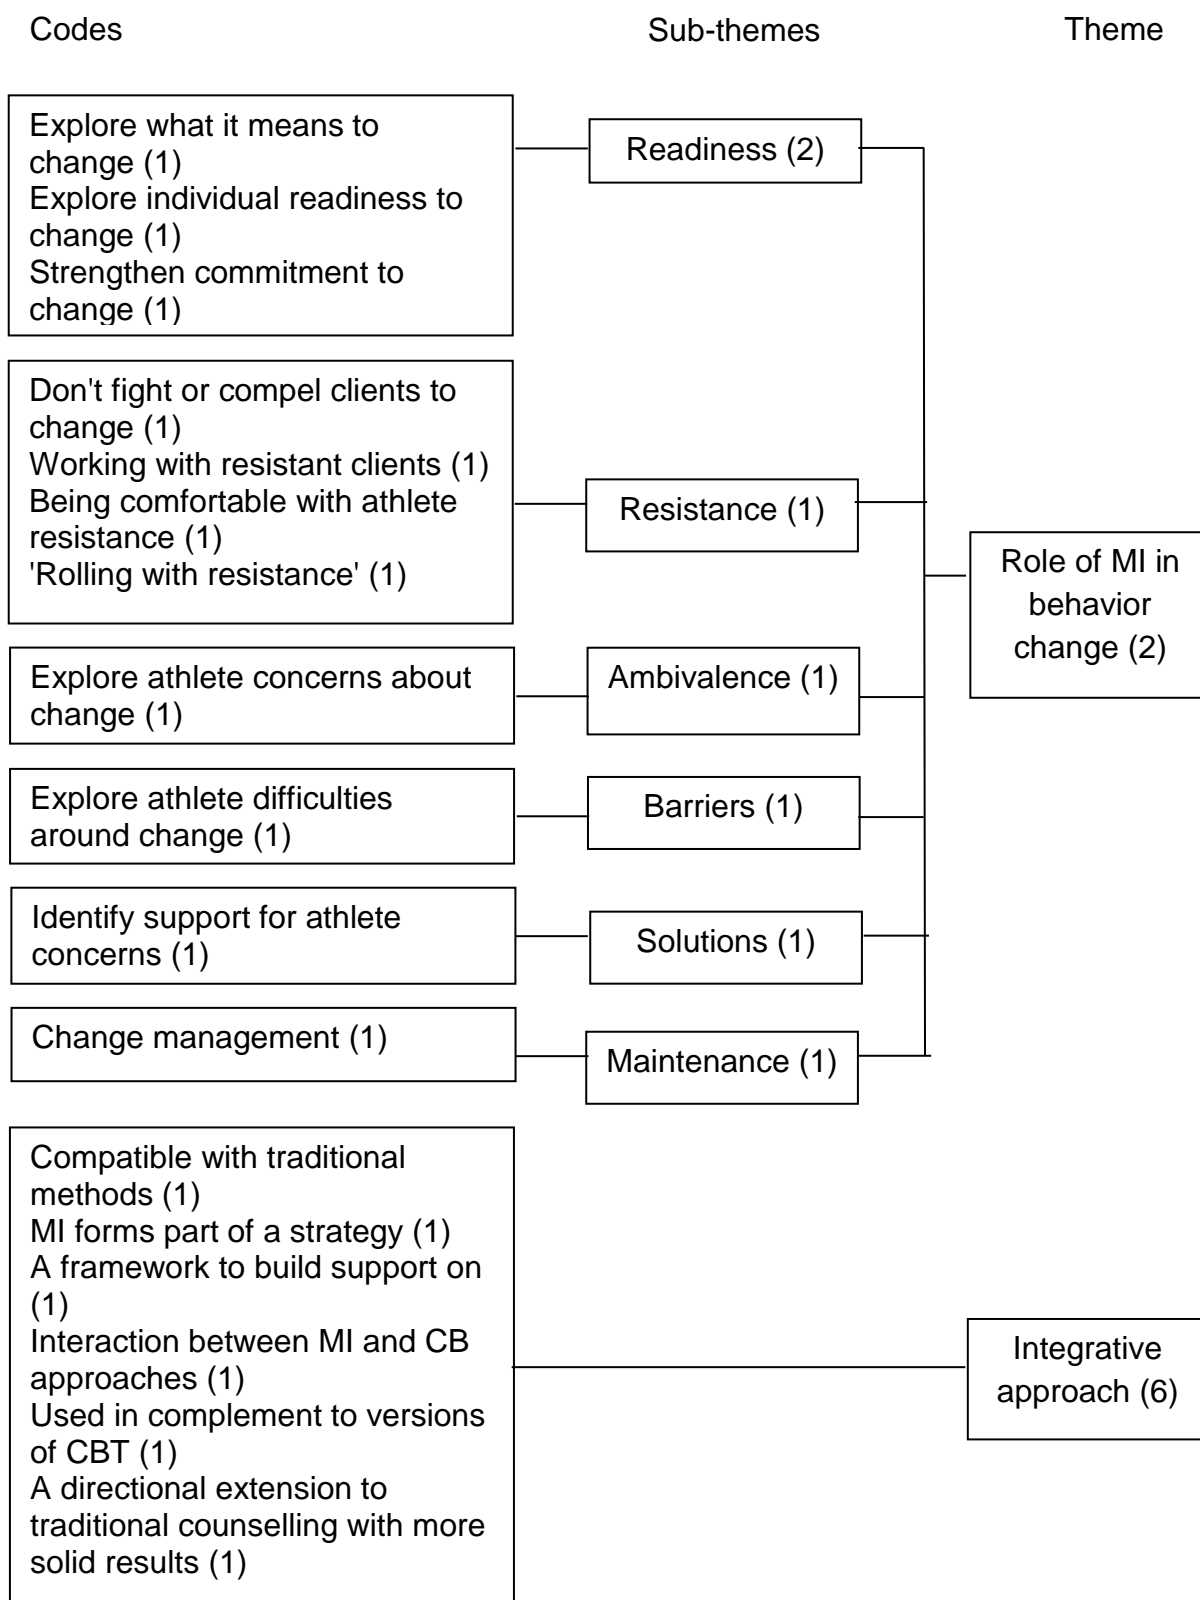 Codes
Sub-themes
Theme
Explore what it means to
change (1)
Explore individual readiness to
change (1)
Strengthen commitment to
change (1)
Readiness (2)
Don't fight or compel clients to
change (1)
Working with resistant clients (1)
Being comfortable with athlete
resistance (1)
'Rolling with resistance' (1)
Resistance (1)
Role of MI in
behavior
change (2)
Explore athlete concerns about
change (1)
Ambivalence (1)
Explore athlete difficulties
around change (1)
Barriers (1)
Identify support for athlete
concerns (1)
Solutions (1)
Change management (1)
Maintenance (1)
Compatible with traditional
methods (1)
MI forms part of a strategy (1)
A framework to build support on
(1)
Interaction between MI and CB
approaches (1)
Used in complement to versions
of CBT (1)
A directional extension to
traditional counselling with more
solid results (1)
Integrative
approach (6)